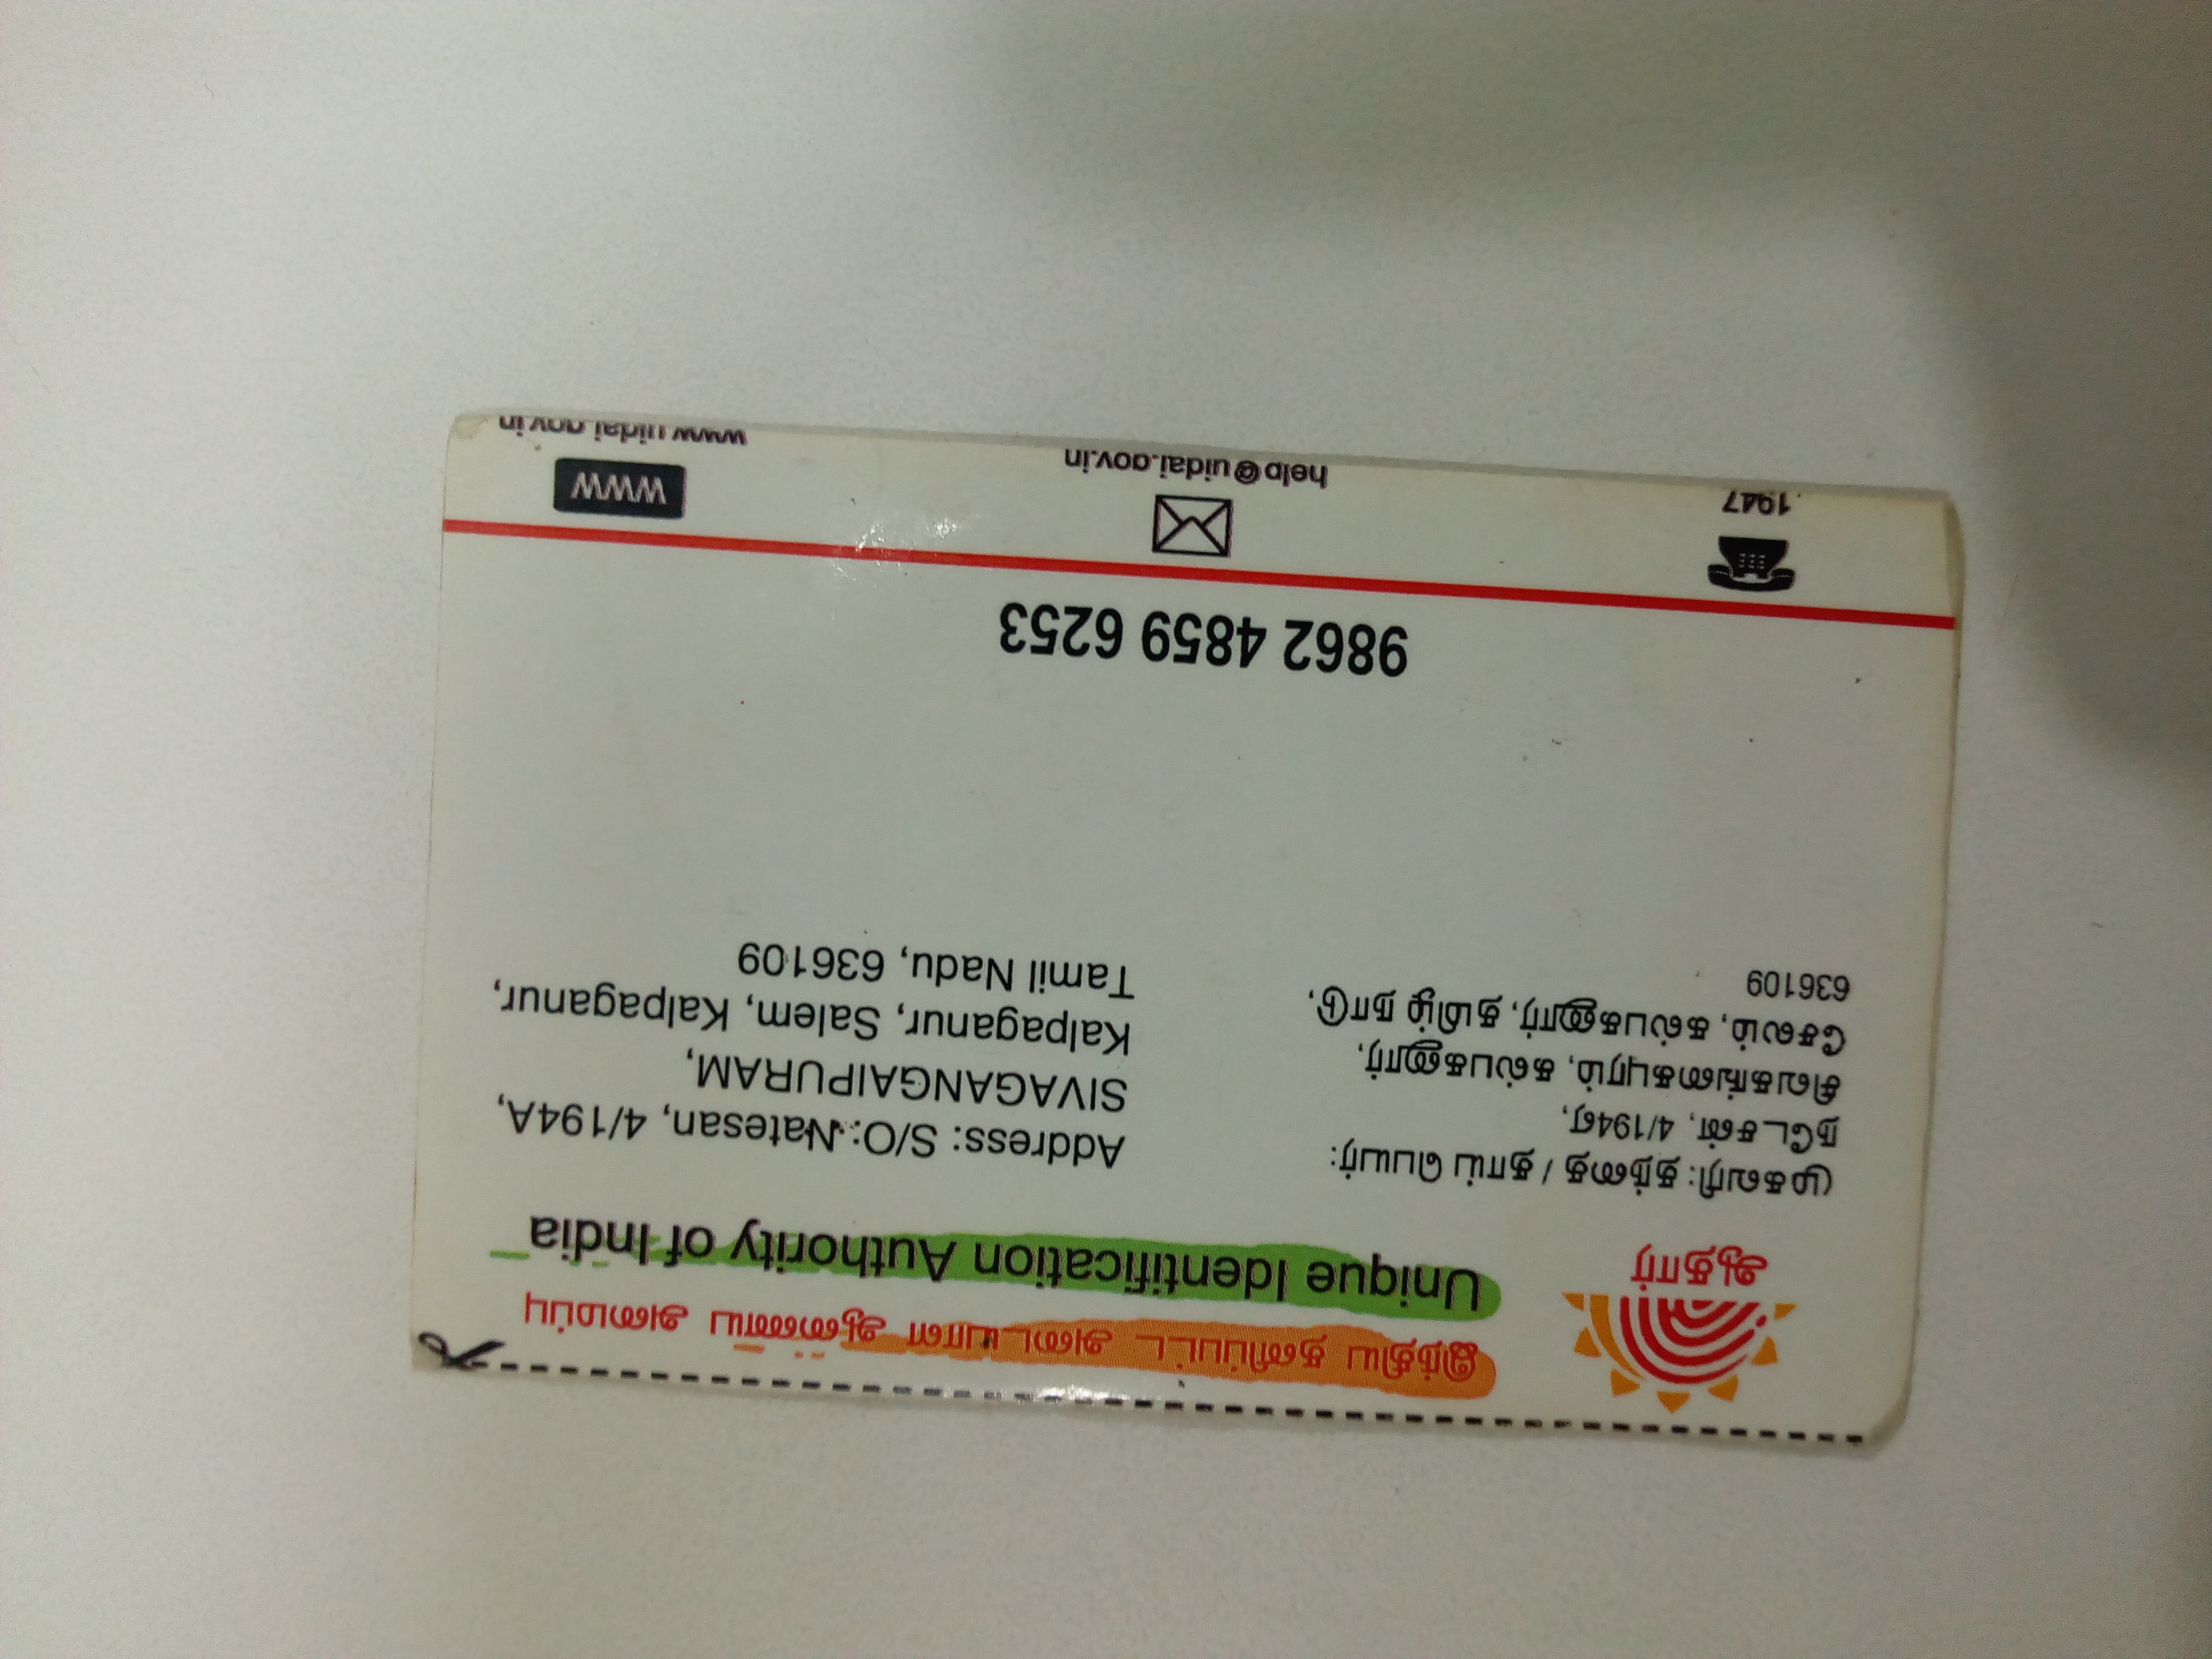 இந்திய தனிப்பட்ட அடையாள ஆணைய அமைப்பு
Unique Identification Authority of India
ஆதார்
முகவரி: தந்தை / தாய் பெயர்:
நடேசன், 4/194ஏ,
சிவகங்கைபுரம், கல்பகனூர்,
சேலம், கல்பகனூர், தமிழ் நாடு,
636109
Address: S/O: Natesan, 4/194A,
SIVAGANGAIPURAM,
Kalpaganur, Salem, Kalpaganur,
Tamil Nadu, 636109
9862 4859 6253
1947
help@uidai.gov.in
WWW
www.uidai.gov.in